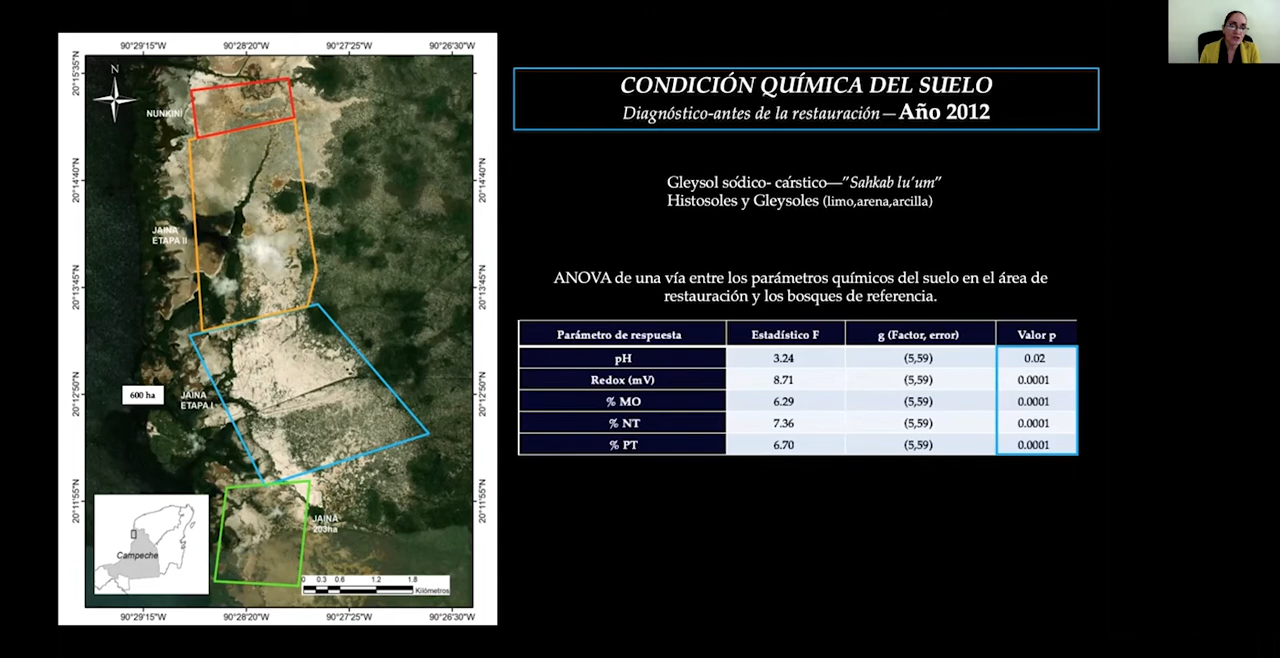 90°29'15"W 90°28'20"W 90°27'25"W 90°26'30"W
20°15'35"N
N
NUNKINI
20°14'40"N 20°14'40"N
JAINA
ETAPA II
20°13'45"N 20°13'45"N
600 ha
JAINA
ETAPA I
20°12'50"N 20°12'50"N
20°11'55"N 20°11'55"N
JAINA
203ha
Campeche
0 0.3 0.6 1.2 1.8
Kilómetros
90°29'15"W 90°28'20"W 90°27'25"W 90°26'30"W
CONDICIÓN QUÍMICA DEL SUELO
Diagnóstico-antes de la restauración—Año 2012
Gleysol sódico- cárstico—”Sahkab lu’um”
Histosoles y Gleysoles (limo,arena,arcilla)
ANOVA de una vía entre los parámetros químicos del suelo en el área de
restauración y los bosques de referencia.
Parámetro de respuesta Estadístico F g (Factor, error) Valor p
pH 3.24 (5,59) 0.02
Redox (mV) 8.71 (5,59) 0.0001
% MO 6.29 (5,59) 0.0001
% NT 7.36 (5,59) 0.0001
% PT 6.70 (5,59) 0.0001